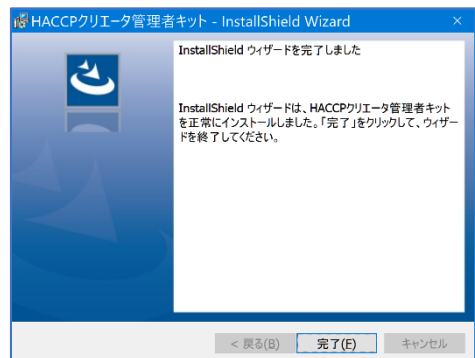 HACCPクリエータ管理者キット - InstallShield Wizard
InstallShield ウィザードを完了しました
InstallShield ウィザードは、HACCPクリエータ管理者キット
を正常にインストールしました。「完了」をクリックして、ウィザー
ドを終了してください。
< 戻る(B)
完了(F)
キャンセル